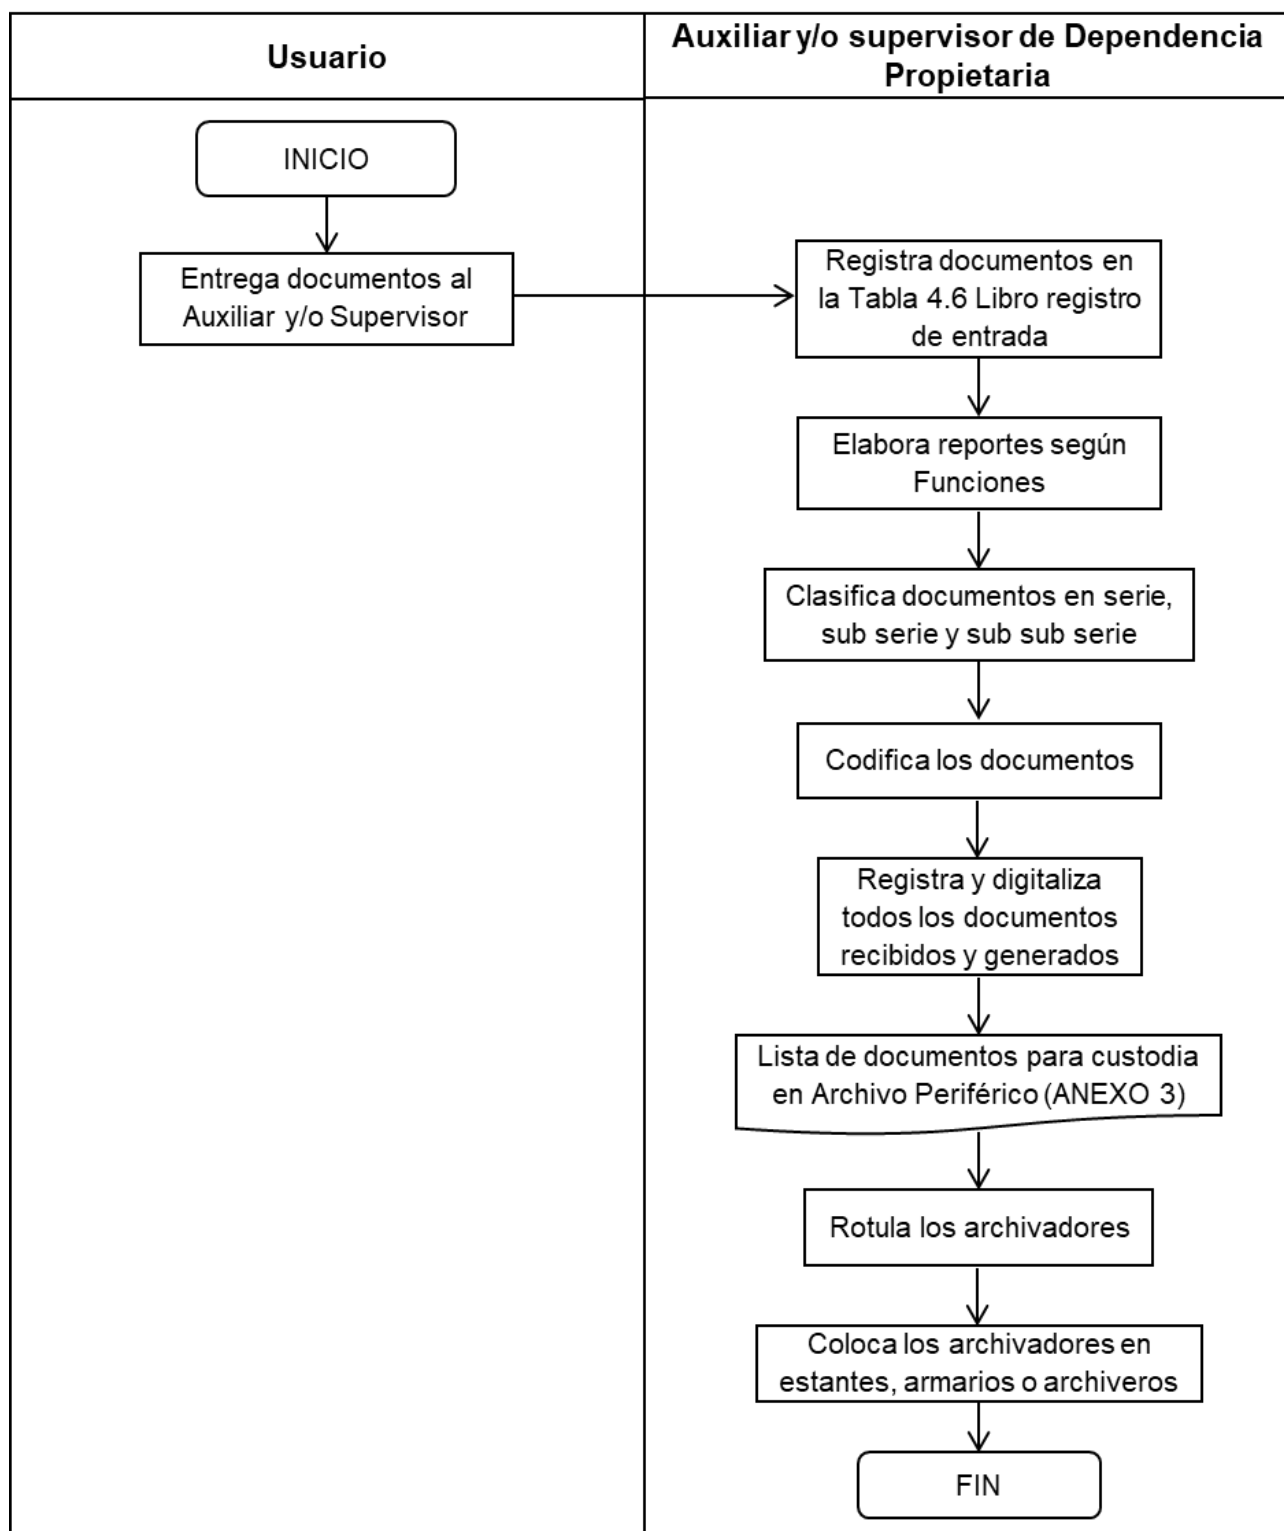 Usuario
Auxiliar y/o supervisor de Dependencia
Propietaria
INICIO
Entrega documentos al
Auxiliar y/o Supervisor
Registra documentos en
la Tabla 4.6 Libro registro
de entrada
Elabora reportes según
Funciones
Clasifica documentos en serie,
sub serie y sub sub serie
Codifica los documentos
Registra y digitaliza
todos los documentos
recibidos y generados
Lista de documentos para custodia
en Archivo Periférico (ANEXO 3)
Rotula los archivadores
Coloca los archivadores en
estantes, armarios o archiveros
FIN